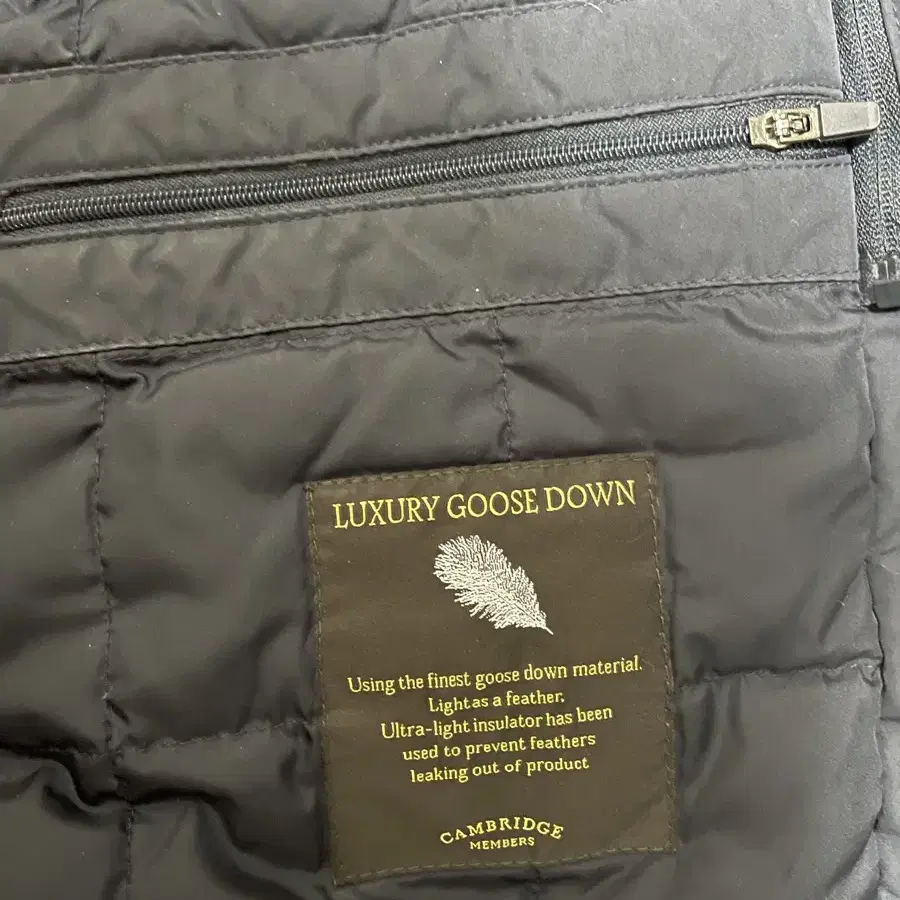 LUXURY GOOSE DOWN
Using the finest goose down material.
Light as a feather.
Ultra-light insulator has been
used to prevent feathers
leaking out of product
CAMBRIDGE
MEMBERS